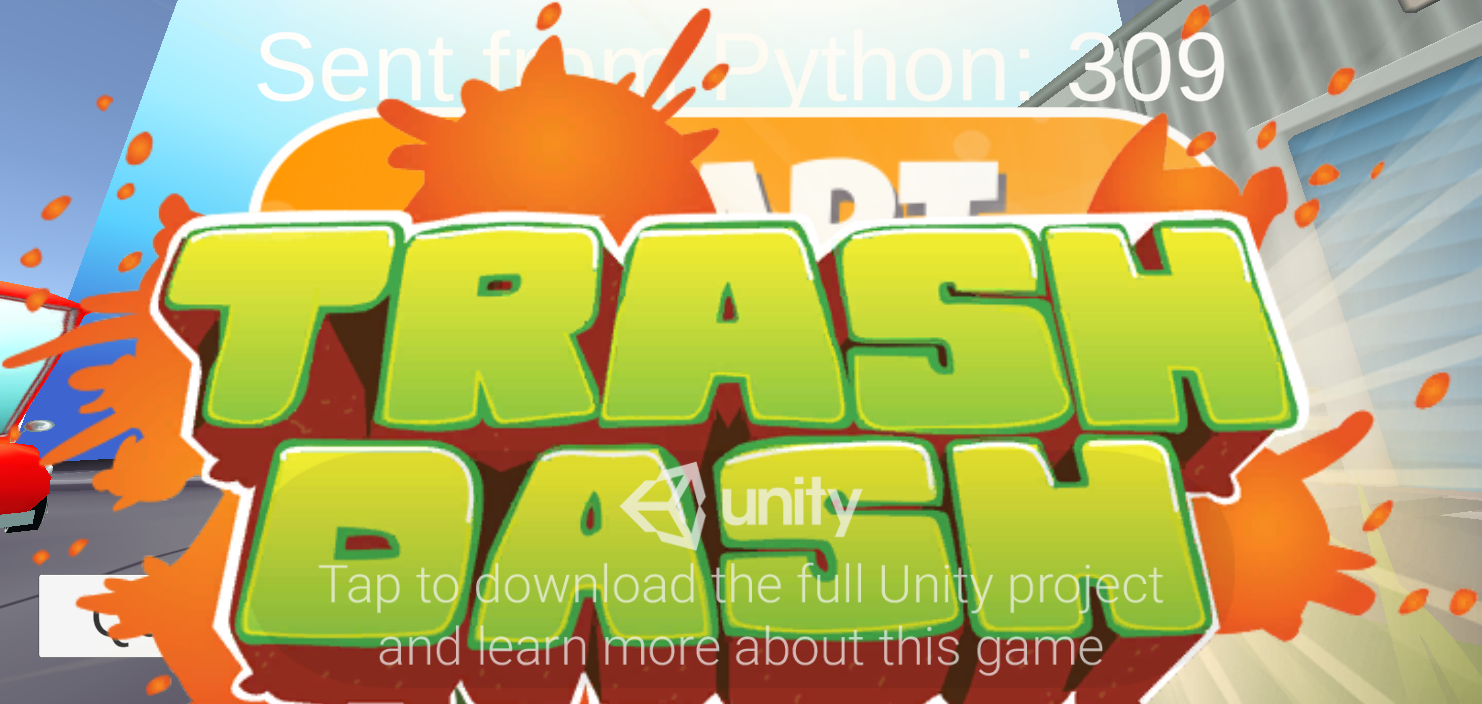 Sent from Python: 309
TRASH
DASH
unity
Tap to download the full Unity project
and learn more about this game